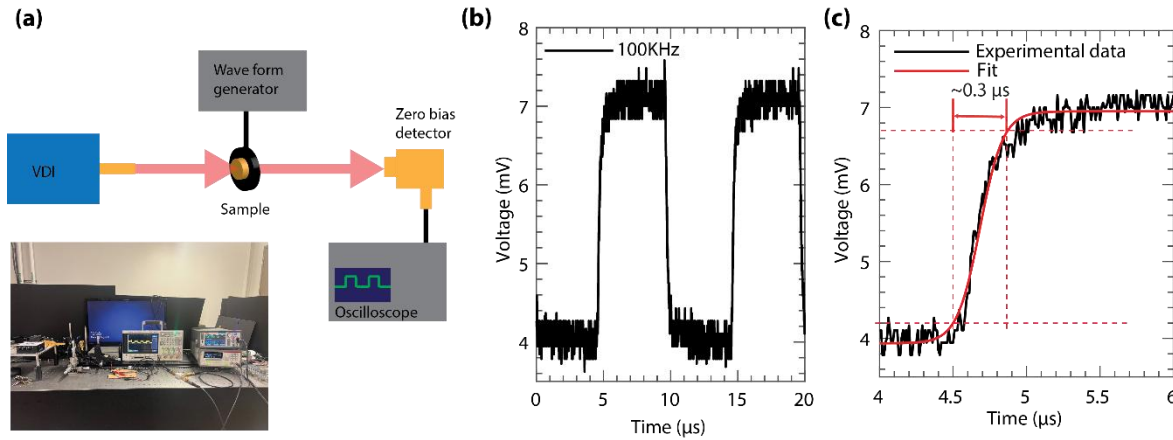 (a)
Wave form
generator
Zero bias
detector
VDI
Sample
Oscilloscope
(b)
8
7
6
5
4
Voltage (mV)
100KHz
0
5
10
15
20
Time (µs)
(c)
8
7
6
5
4
Voltage (mV)
Experimental data
Fit
~0.3 µs
4
4.5
5
5.5
6
Time (µs)